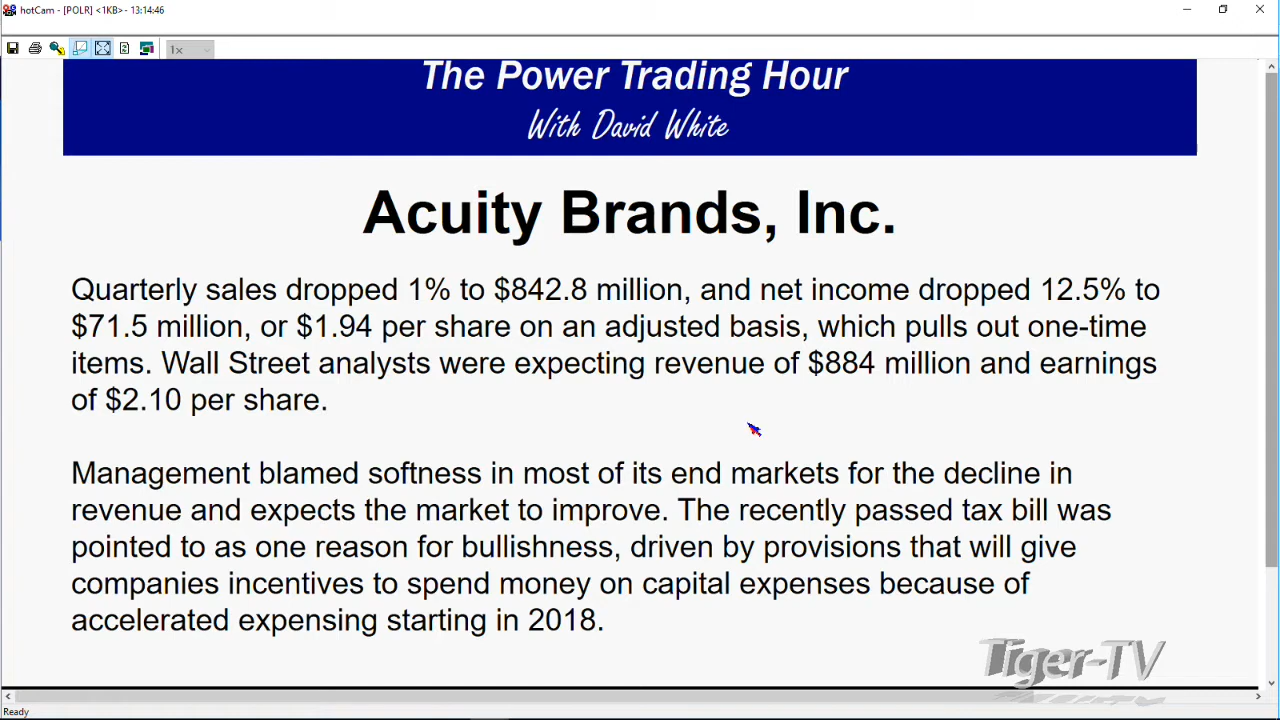 hotCam - [POLR] <1KB> - 13:14:46
1x
The Power Trading Hour
With David White
Acuity Brands, Inc.
Quarterly sales dropped 1% to $842.8 million, and net income dropped 12.5% to
$71.5 million, or $1.94 per share on an adjusted basis, which pulls out one-time
items. Wall Street analysts were expecting revenue of $884 million and earnings
of $2.10 per share.
Management blamed softness in most of its end markets for the decline in
revenue and expects the market to improve. The recently passed tax bill was
pointed to as one reason for bullishness, driven by provisions that will give
companies incentives to spend money on capital expenses because of
accelerated expensing starting in 2018.
Tiger-TV
Ready